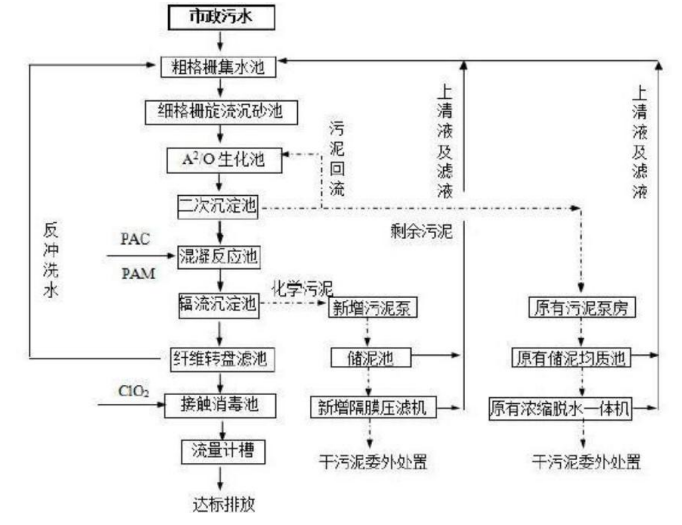 市政污水
粗格栅集水池
细格栅旋流沉砂池
A²/O生化池
污泥回流
二次沉淀池
剩余污泥
PAC
PAM
混凝反应池
辐流沉淀池
化学污泥
新增污泥泵
原有污泥泵房
反冲洗水
上清液及滤液
上清液及滤液
纤维转盘滤池
储泥池
原有储泥均质池
ClO₂
接触消毒池
新增隔膜压滤机
原有浓缩脱水一体机
流量计槽
干污泥委外处置
干污泥委外处置
达标排放